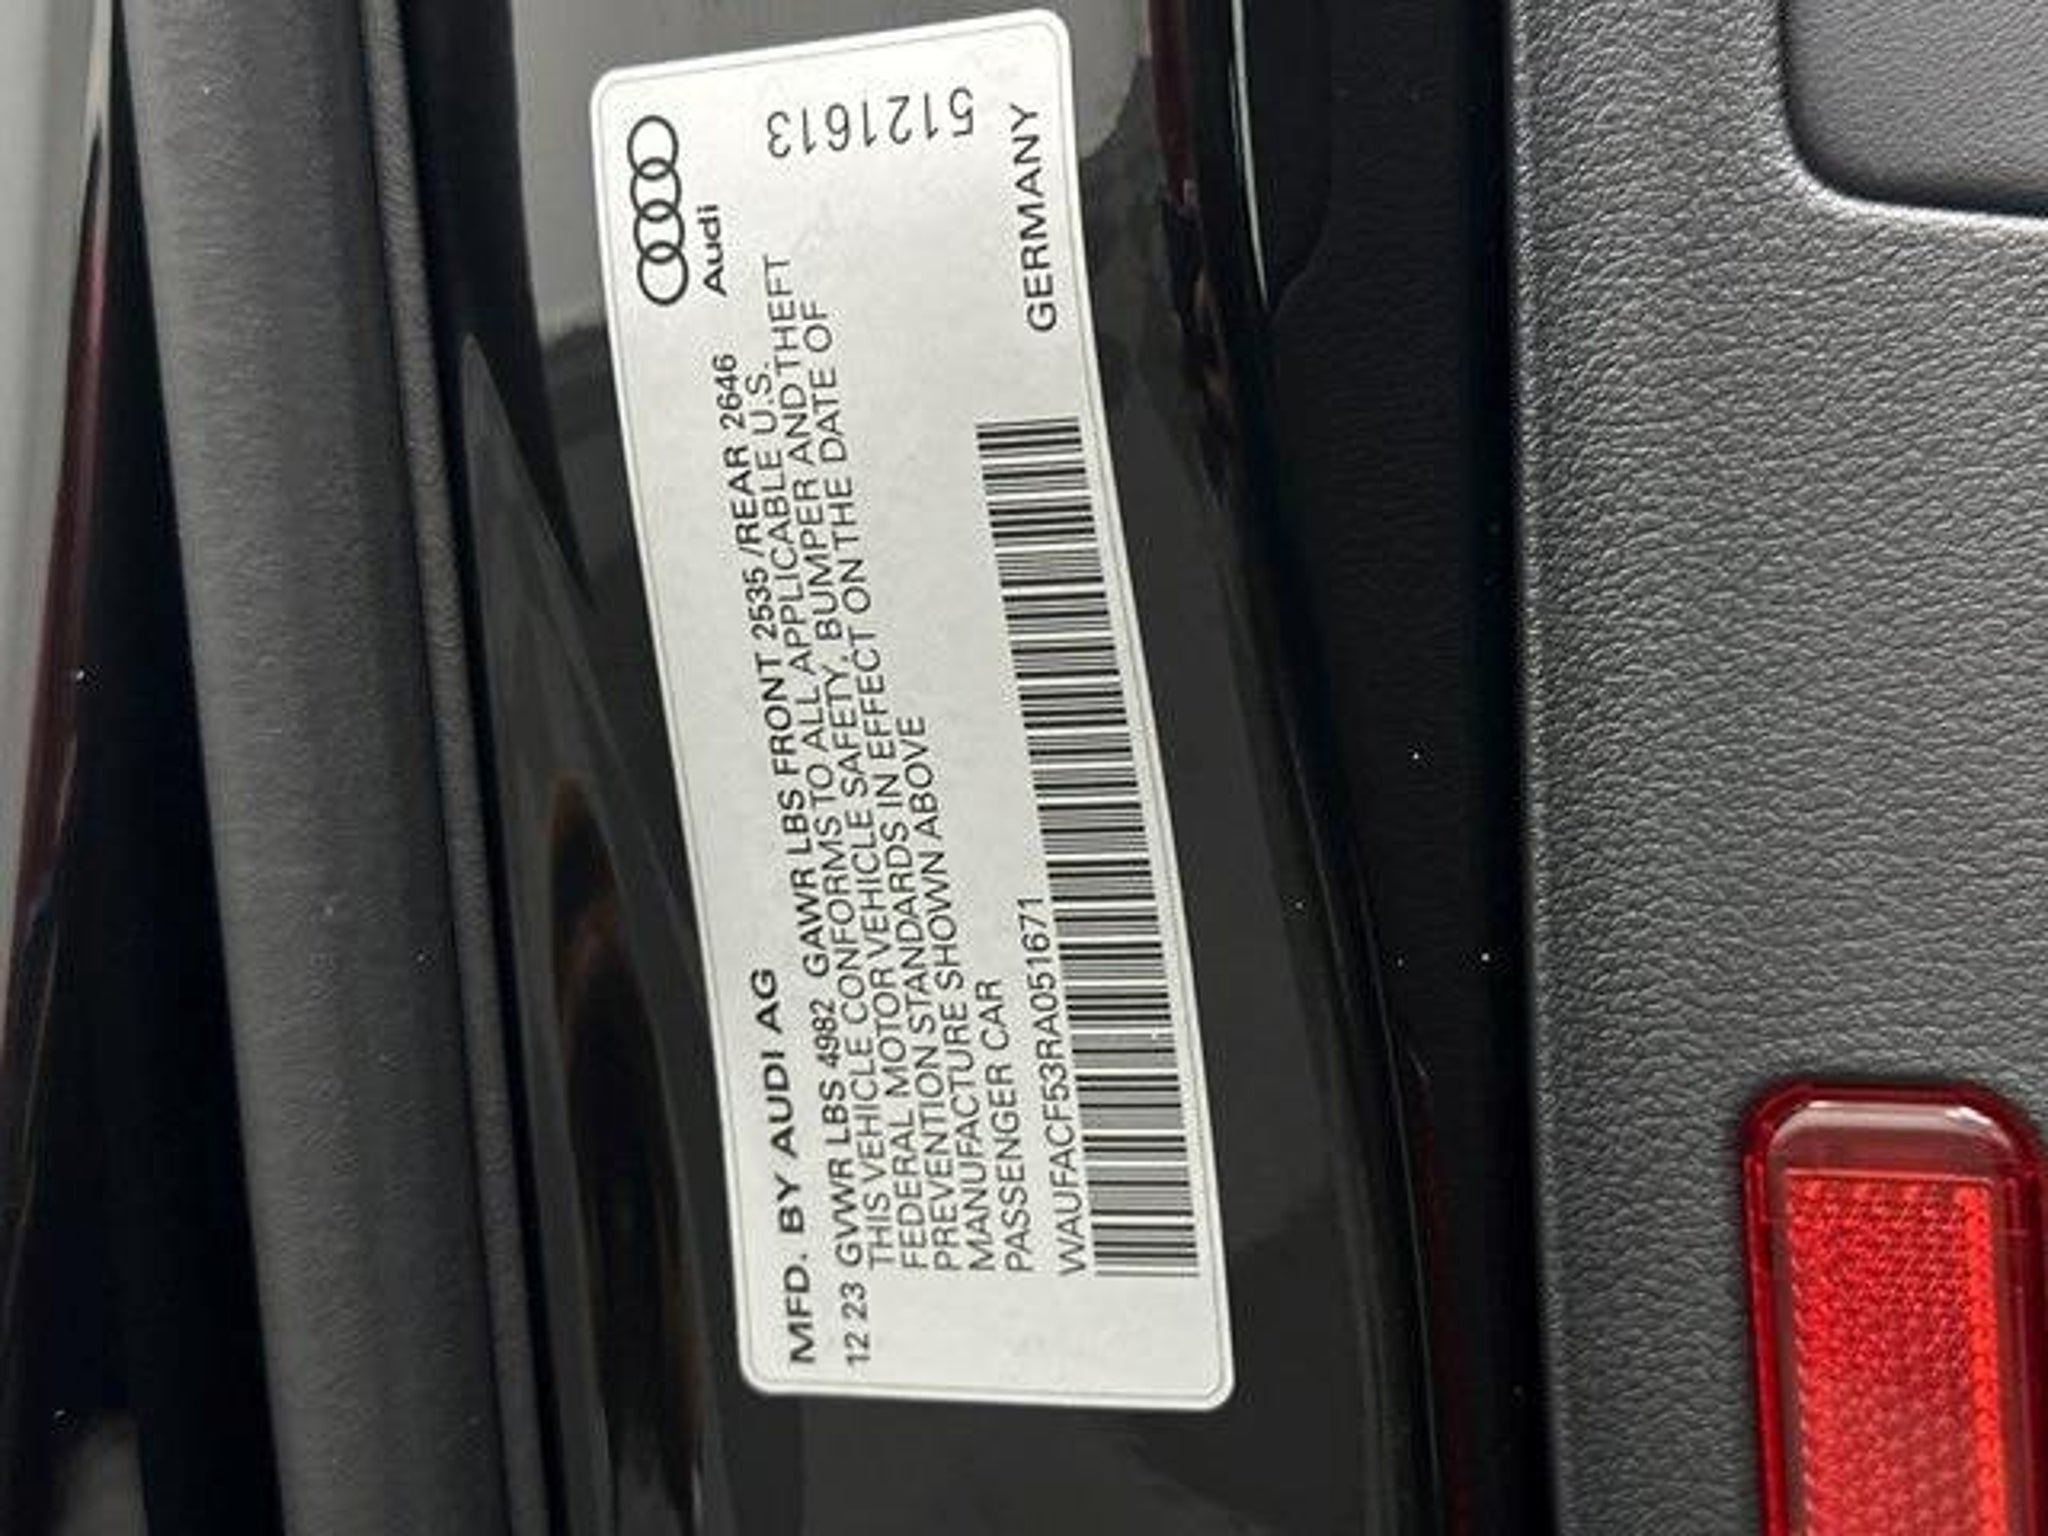 Audi
5121613
MFD. BY AUDI AG
12 23 GVWR LBS 4982 GAWR LBS FRONT 2535 /REAR 2646
THIS VEHICLE CONFORMS TO ALL APPLICABLE U.S.
FEDERAL MOTOR VEHICLE SAFETY, BUMPER AND THEFT
PREVENTION STANDARDS IN EFFECT ON THE DATE OF
MANUFACTURE SHOWN ABOVE
PASSENGER CAR
WAUFACF53RA051671
GERMANY